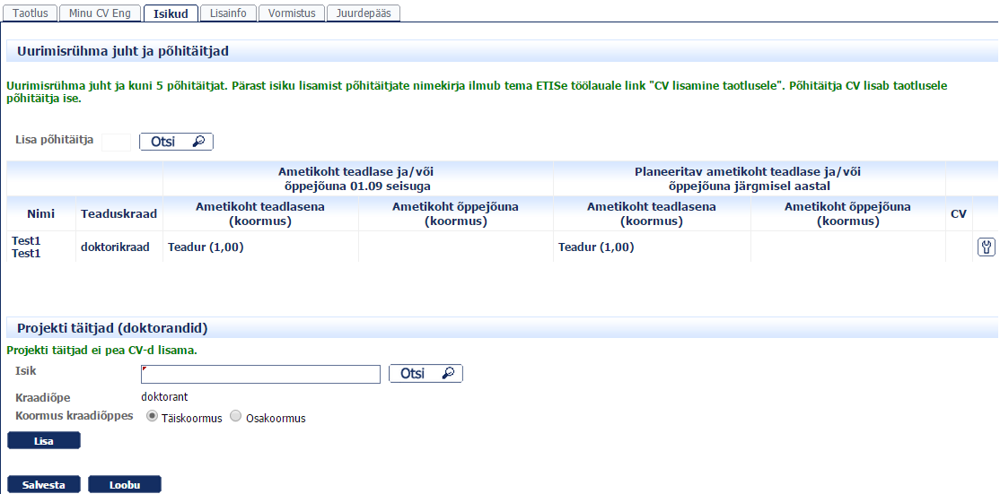 Taotlus Minu CV Eng Isikud Lisainfo Vormistus Juurdepääs
Uurimisrühma juht ja põhitäitjad
Uurimisrühma juht ja kuni 5 põhitäitjat. Pärast isiku lisamist põhitäitjate nimekirja ilmub tema ETISe töölauale link "CV lisamine taotlusele". Põhitäitja CV lisab taotlusele
põhitäitja ise.
Lisa põhitäitja Otsi
Ametikoht teadlase ja/või Planeeritav ametikoht teadlase ja/või
õppejõuna 01.09 seisuga õppejõuna järgmisel aastal
Nimi Teaduskraad Ametikoht teadlasena Ametikoht õppejõuna Ametikoht teadlasena Ametikoht õppejõuna CV
(koormus) (koormus) (koormus) (koormus)
Test1 doktorikraad Teadur (1,00) Teadur (1,00)
Test1
Projekti täitjad (doktorandid)
Projekti täitjad ei pea CV-d lisama.
Isik Otsi
Kraadiõpe doktorant
Koormus kraadiõppes Täiskoormus Osakoormus
Lisa
Salvesta Loobu